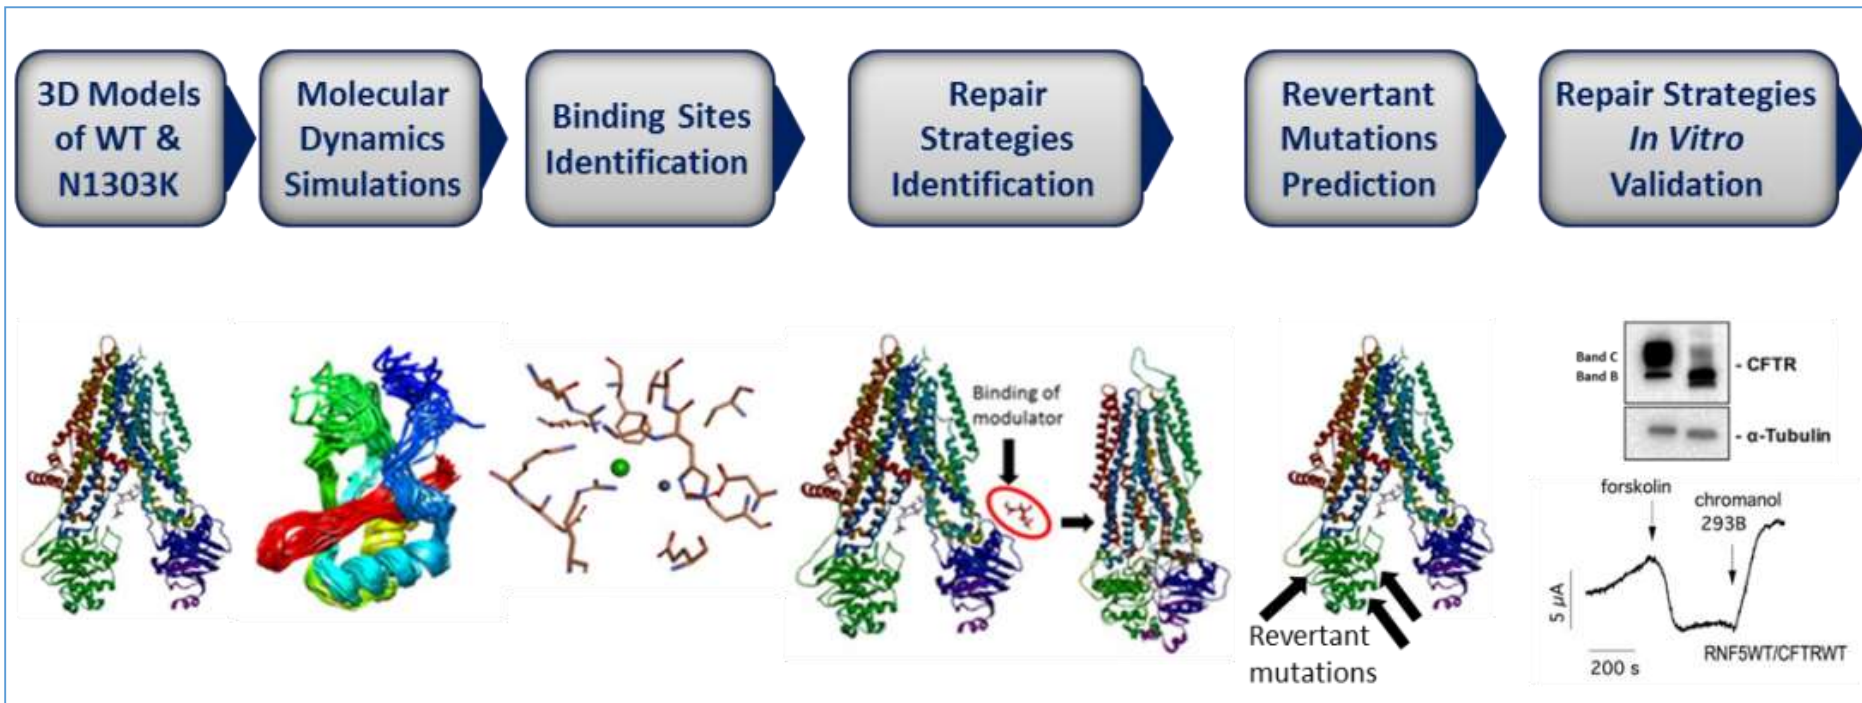 3D Models
of WT &
N1303K
Molecular
Dynamics
Simulations
Binding Sites
Identification
Repair
Strategies
Identification
Revertant
Mutations
Prediction
Repair Strategies
In Vitro
Validation
Binding of
modulator
Revertant
mutations
Band C
Band B
- CFTR
- α-Tubulin
forskolin
chromanol
293B
5 µA
200 s
RNF5WT/CFTRWT